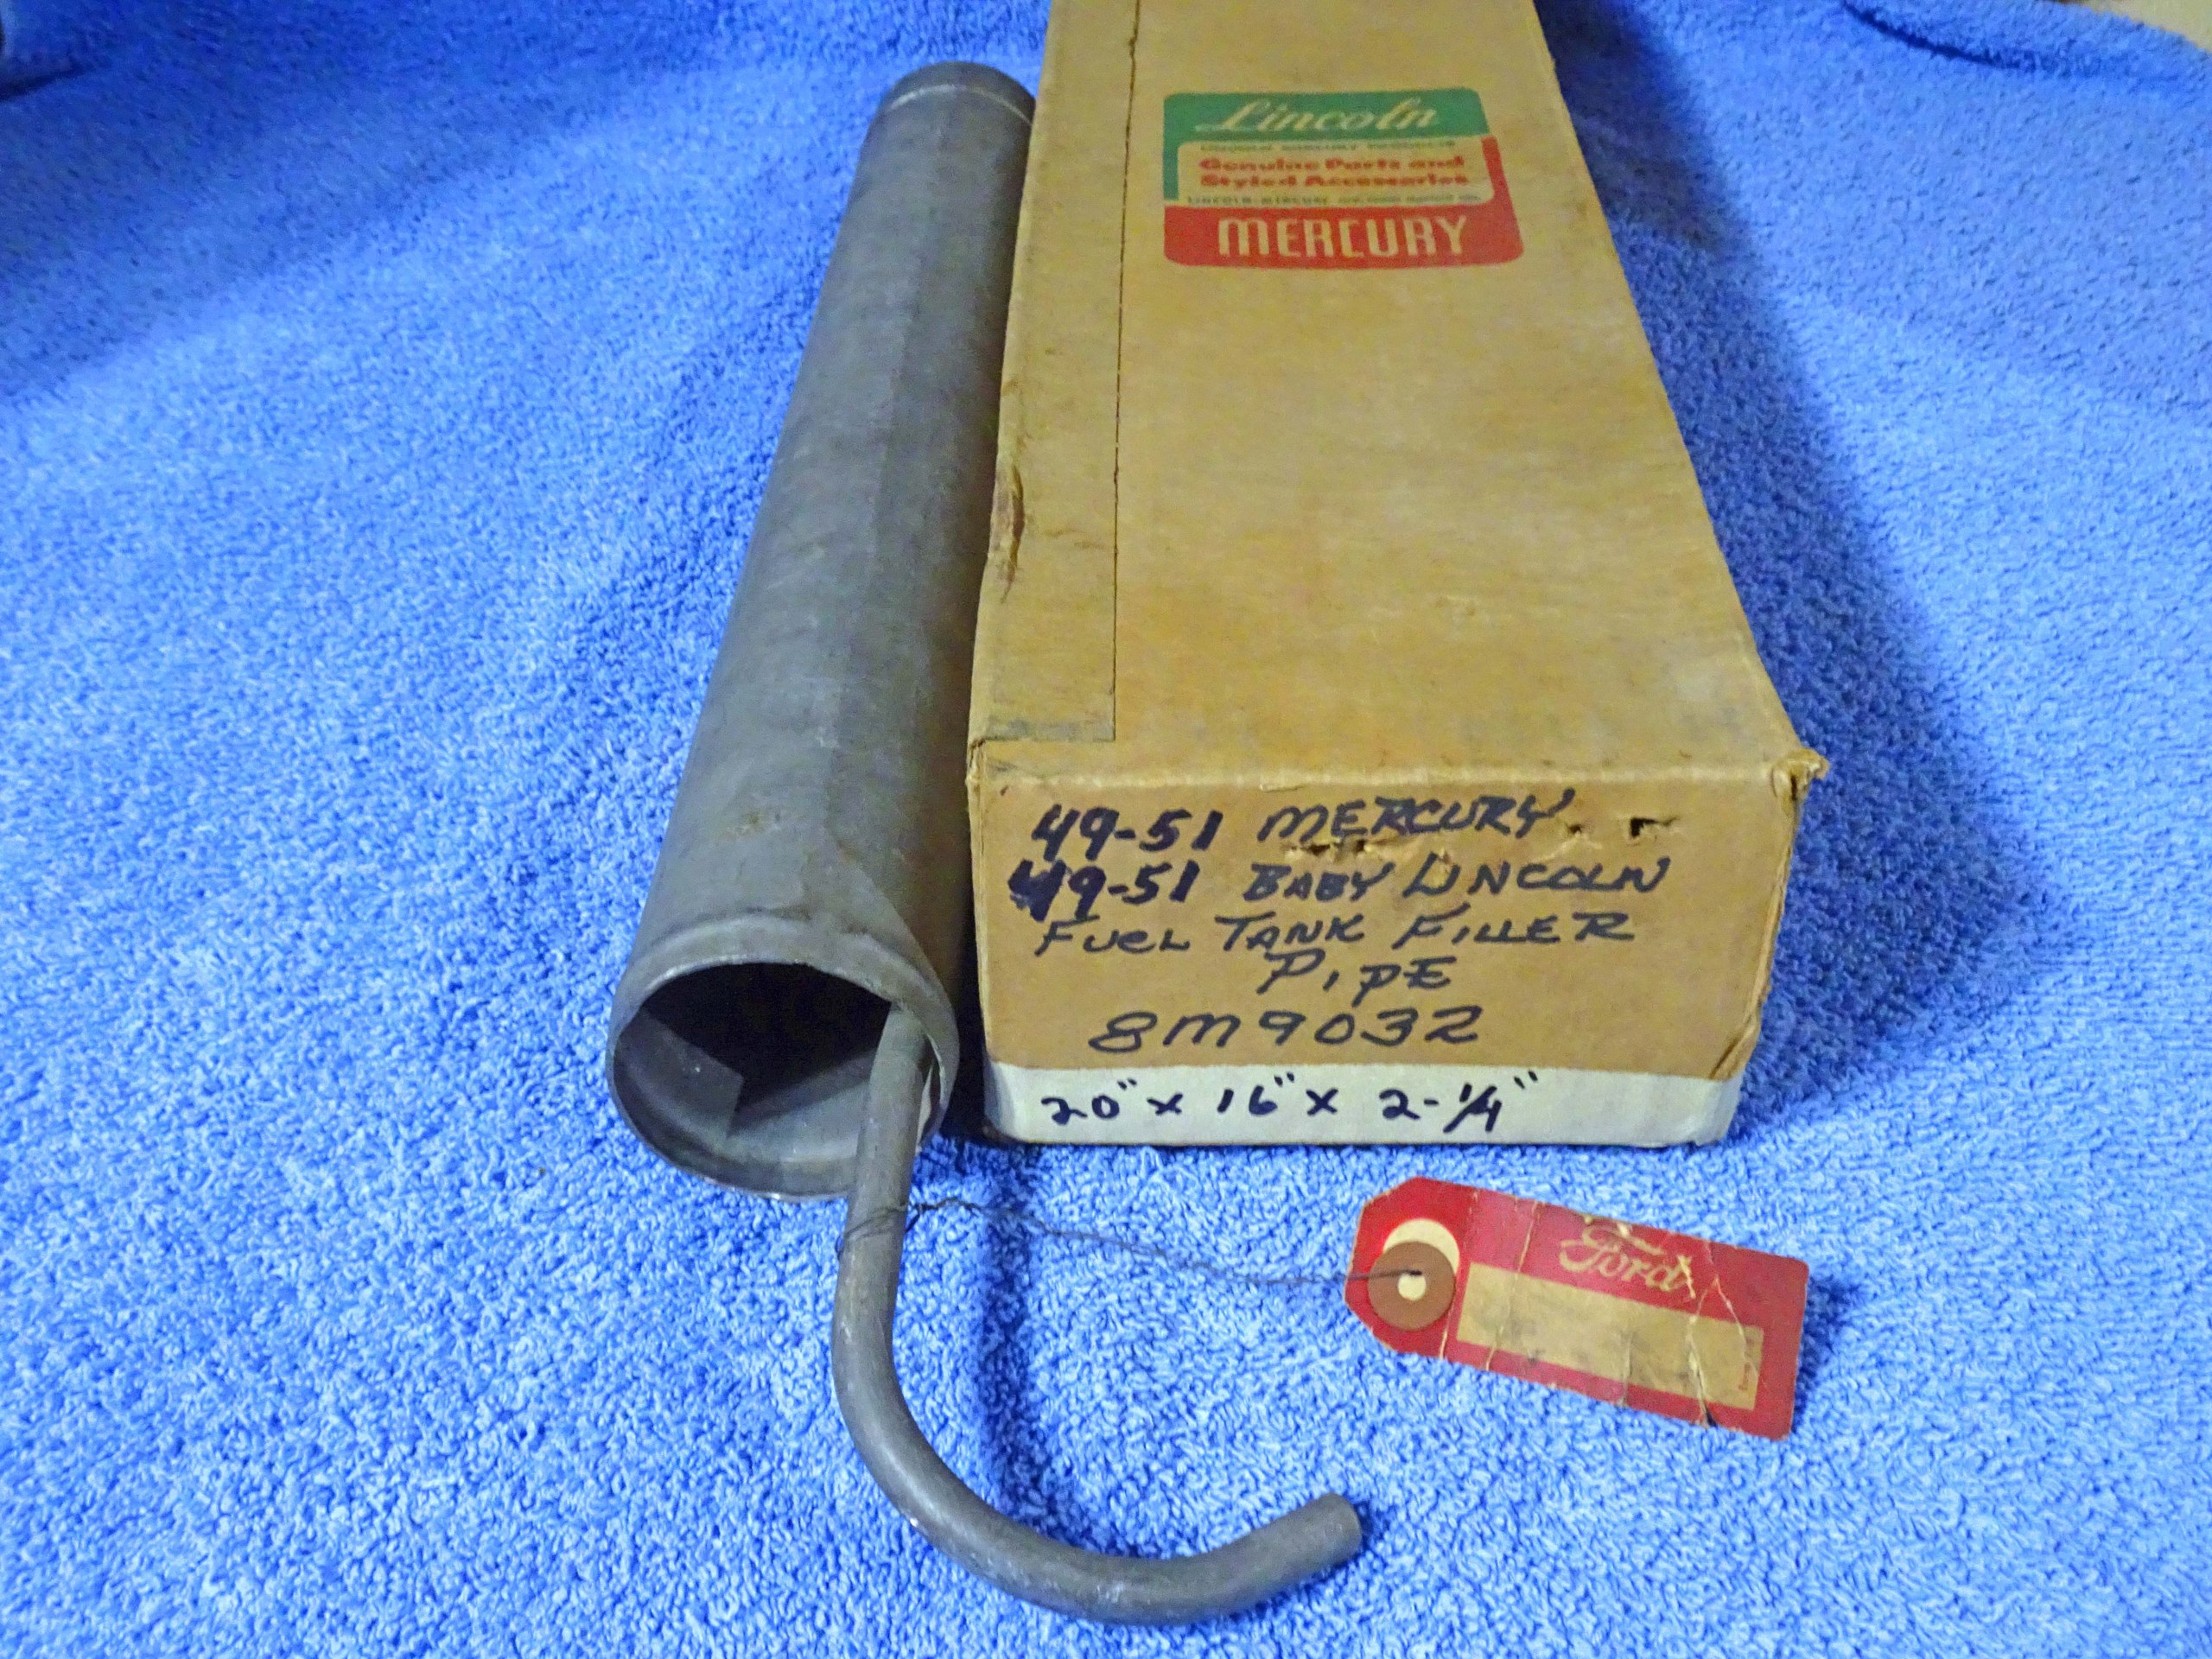 Lincoln
Genuine Parts and
Styled Accessories
MERCURY
49-51 MERCURY
49-51 BABY LINCOLN
FUEL TANK FILLER
PIPE
8M9032
20" x 16" x 2-1/4"
Ford